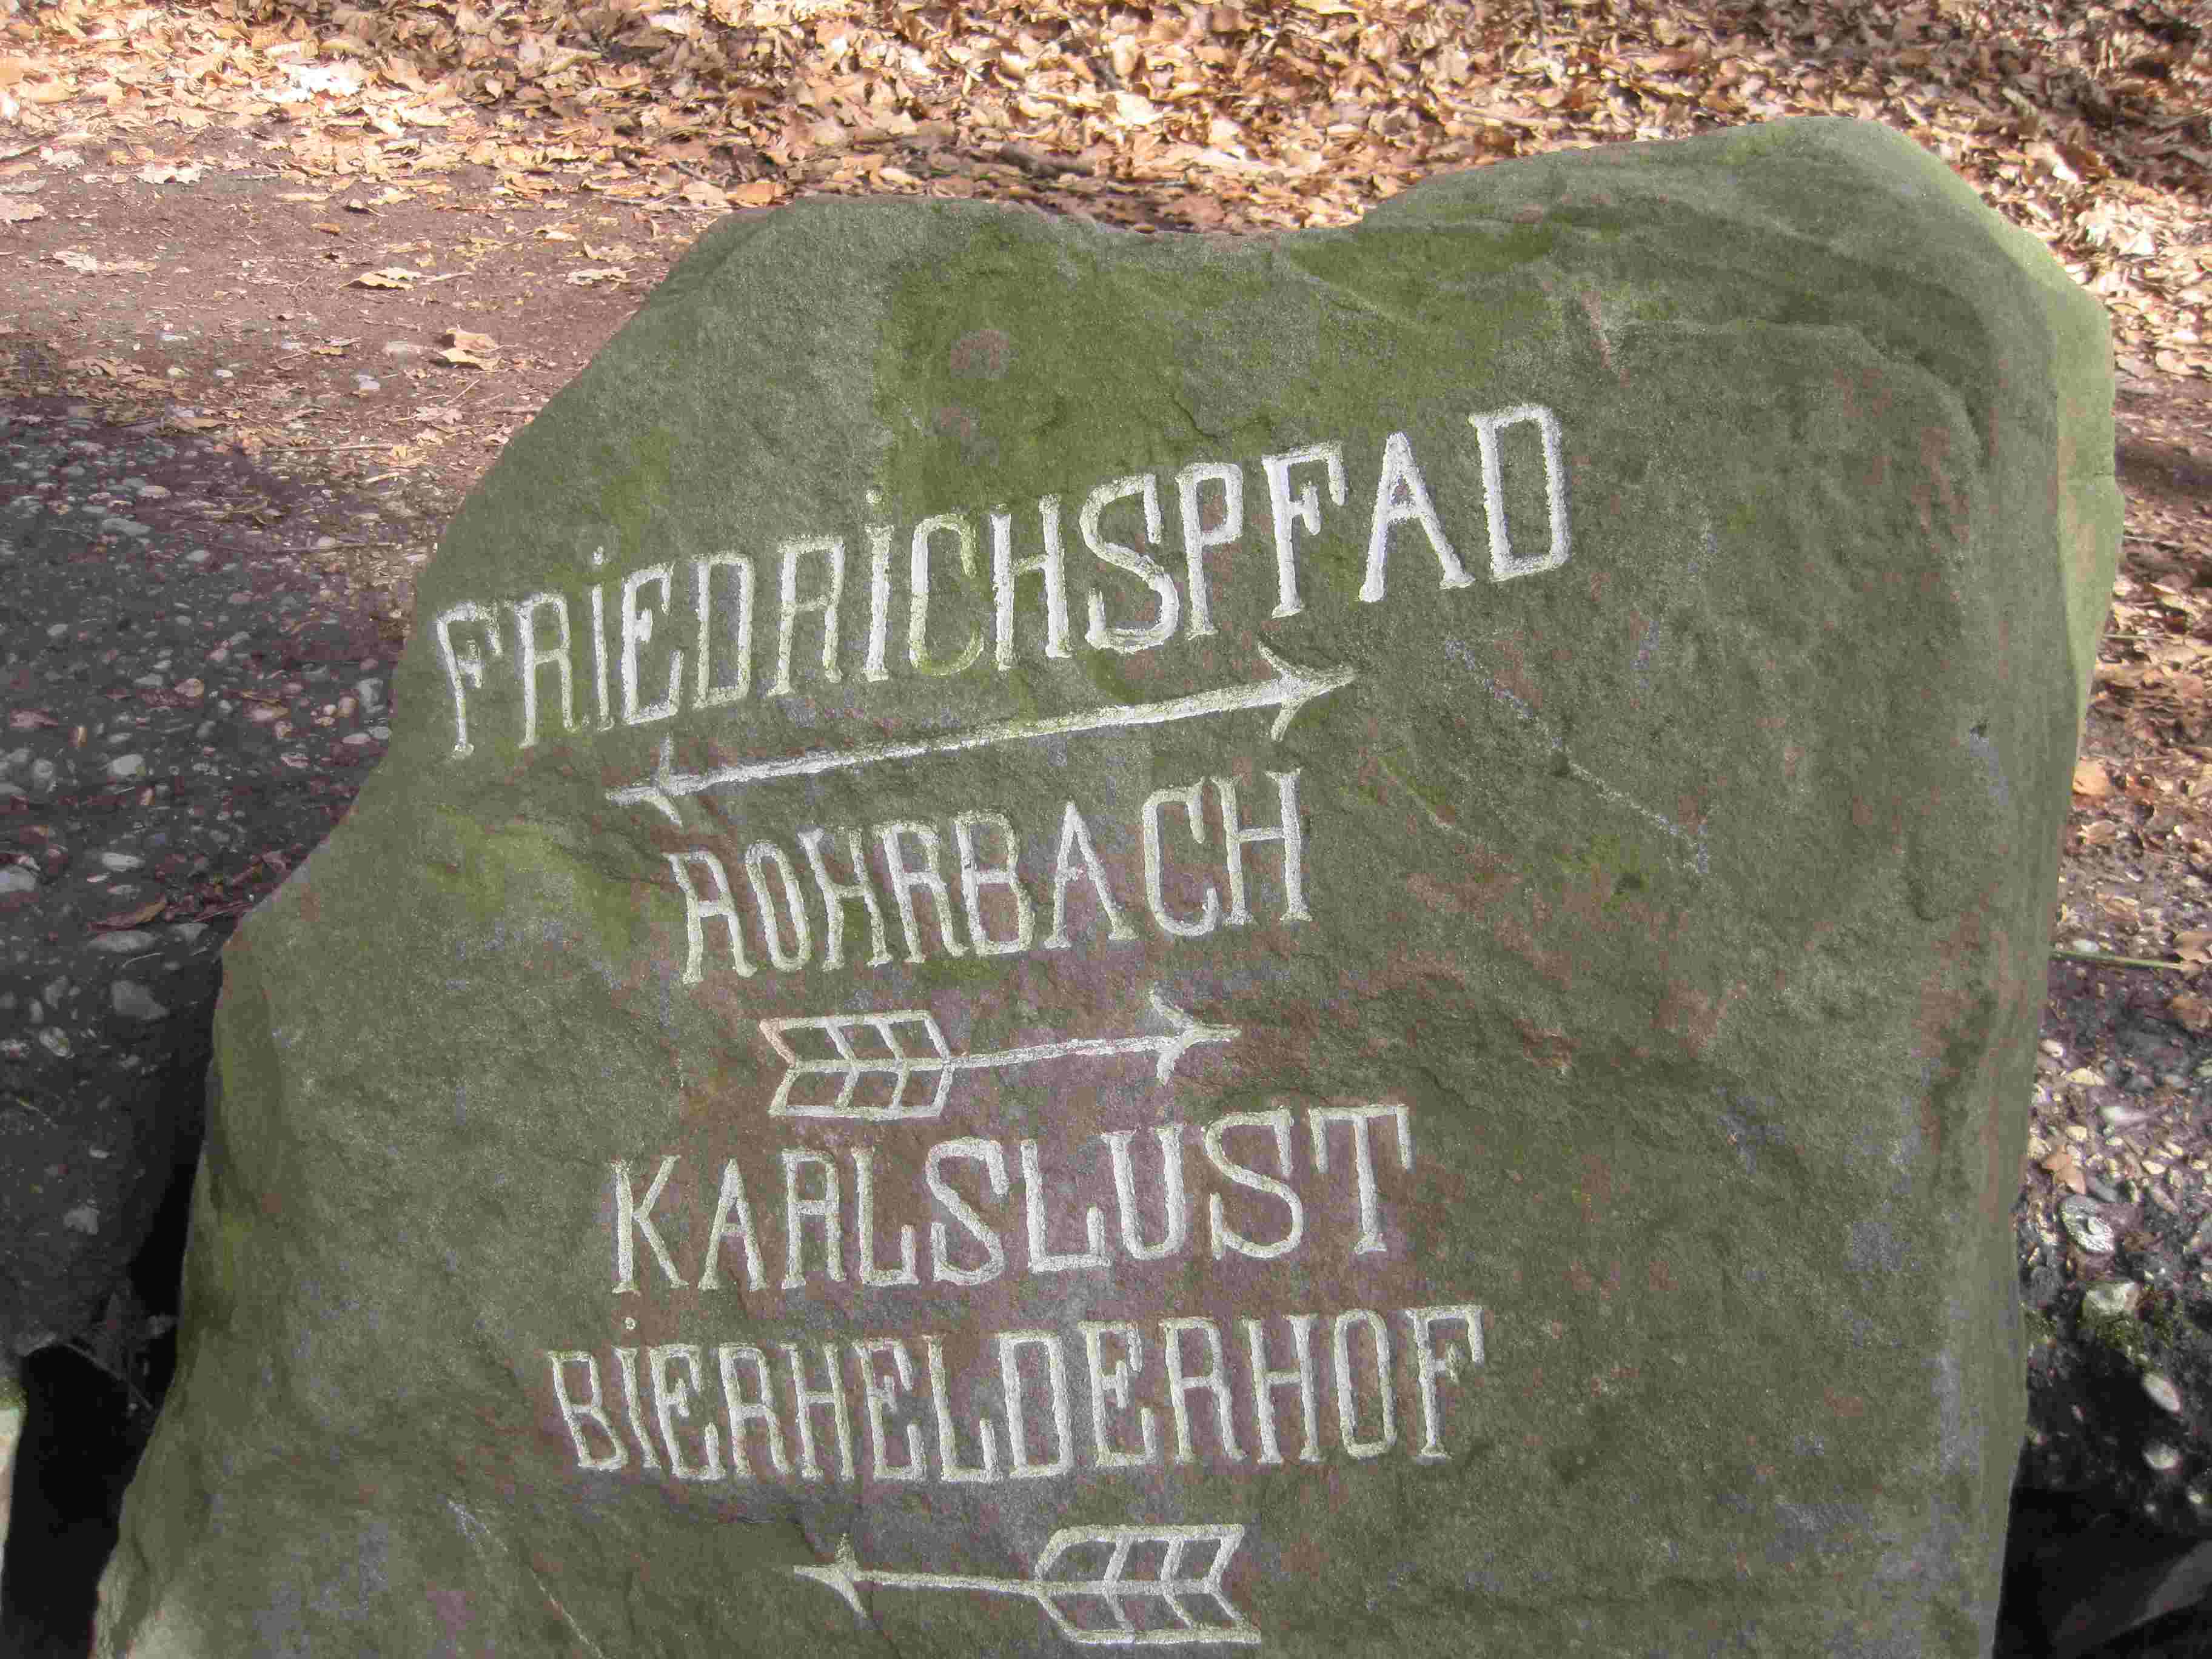 FRiEDRiCHSPFAD
ROHRBACH
KARLSLUST
BiERHELDERHOF